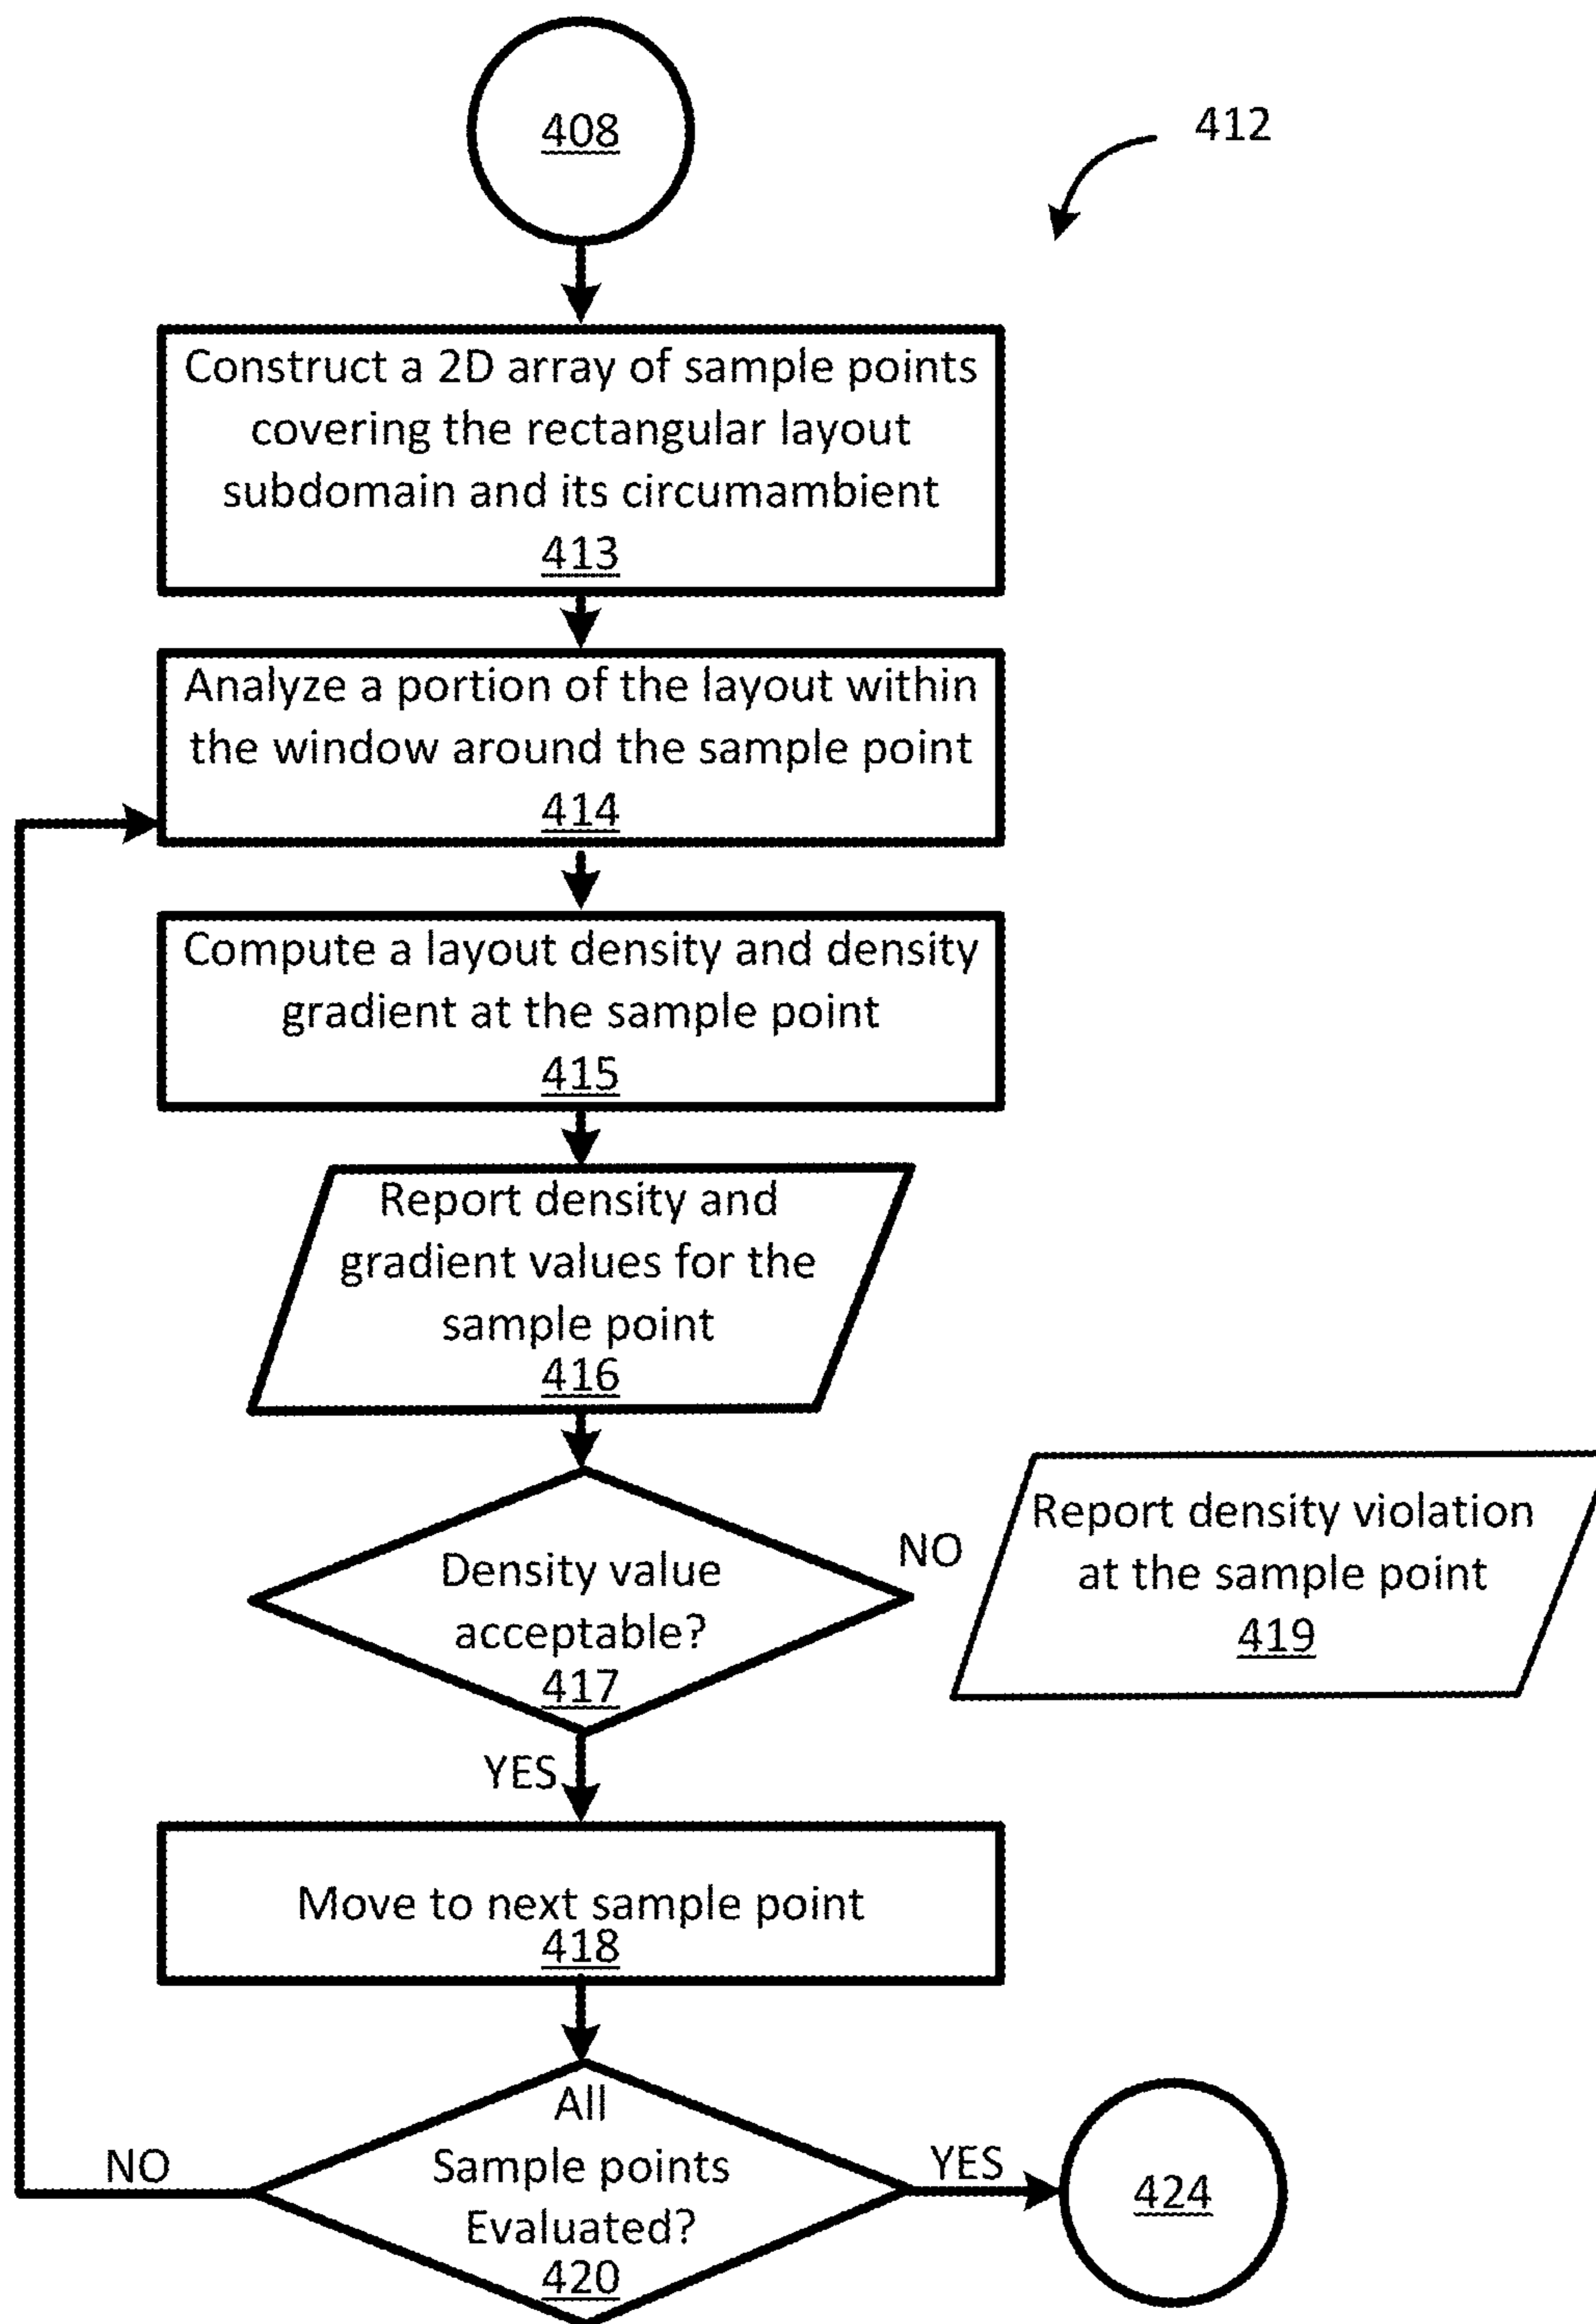 408
412
Construct a 2D array of sample points
covering the rectangular layout
subdomain and its circumambient
413
Analyze a portion of the layout within
the window around the sample point
414
Compute a layout density and density
gradient at the sample point
415
Report density and
gradient values for the
sample point
416
Density value
acceptable?
417
NO
Report density violation
at the sample point
419
YES
Move to next sample point
418
All
Sample points
Evaluated?
420
NO
YES
424